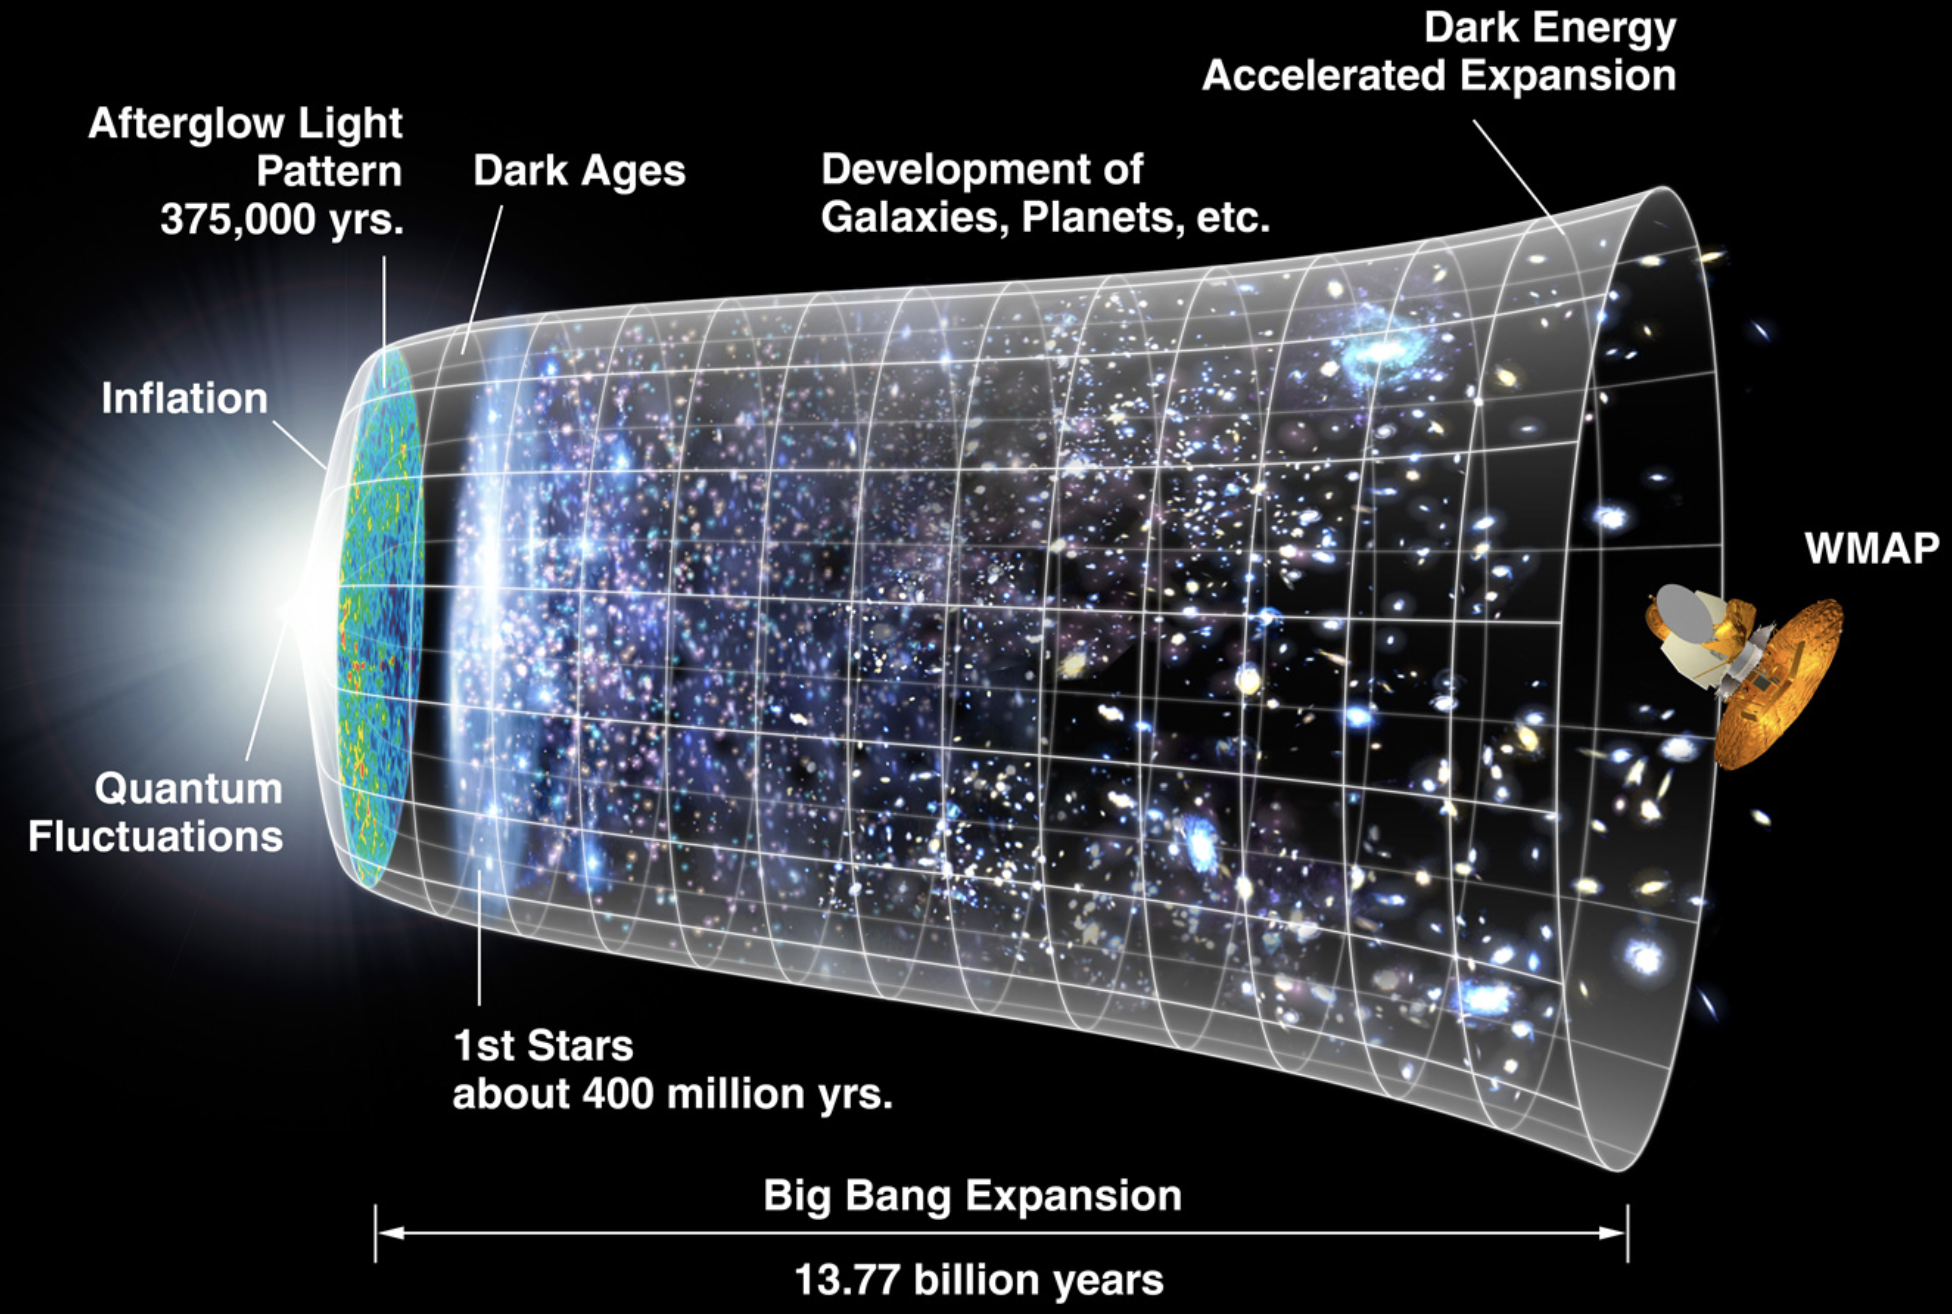 Dark Energy
Accelerated Expansion
Afterglow Light
Pattern
375,000 yrs.
Dark Ages
Development of
Galaxies, Planets, etc.
Inflation
WMAP
Quantum
Fluctuations
1st Stars
about 400 million yrs.
Big Bang Expansion
13.77 billion years